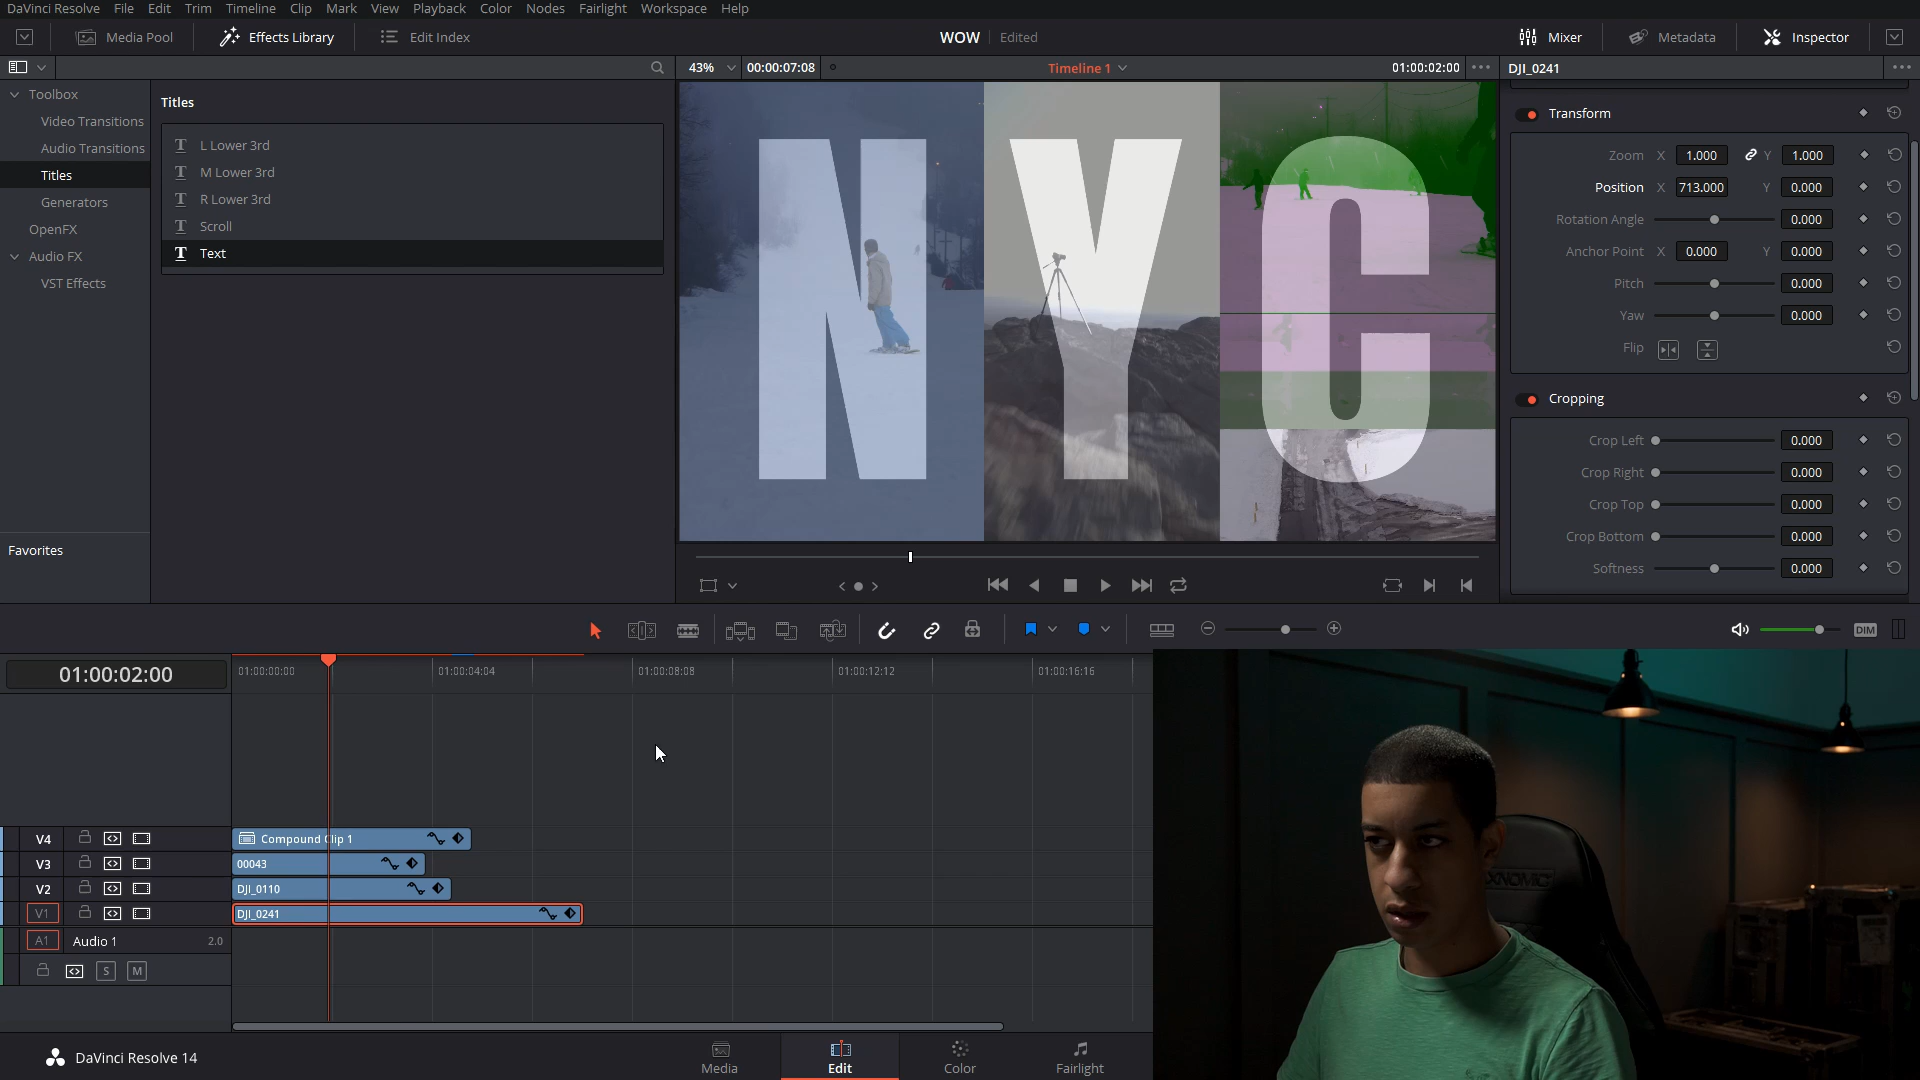 DaVinci Resolve File Edit Trim Timeline Clip Mark View Playback Color Nodes Fairlight Workspace Help
Media Pool Effects Library Edit Index WOW Edited Mixer Metadata Inspector
43% 00:00:07:08 Timeline 1 01:00:02:00 DJI_0241
Toolbox
Video Transitions
Audio Transitions
Titles
Generators
OpenFX
Audio FX
VST Effects
Favorites
Titles
L Lower 3rd
M Lower 3rd
R Lower 3rd
Scroll
Text
NYC
Transform
Zoom X 1.000 Y 1.000
Position X 713.000 Y 0.000
Rotation Angle 0.000
Anchor Point X 0.000 Y 0.000
Pitch 0.000
Yaw 0.000
Flip
Cropping
Crop Left 0.000
Crop Right 0.000
Crop Top 0.000
Crop Bottom 0.000
Softness 0.000
DIM
01:00:02:00 01:00:00:00 01:00:04:04 01:00:08:08 01:00:12:12 01:00:16:16
V4 Compound Clip 1
V3 00043
V2 DJI_0110
V1 DJI_0241
A1 Audio 1 2.0
S M
DaVinci Resolve 14 Media Edit Color Fairlight